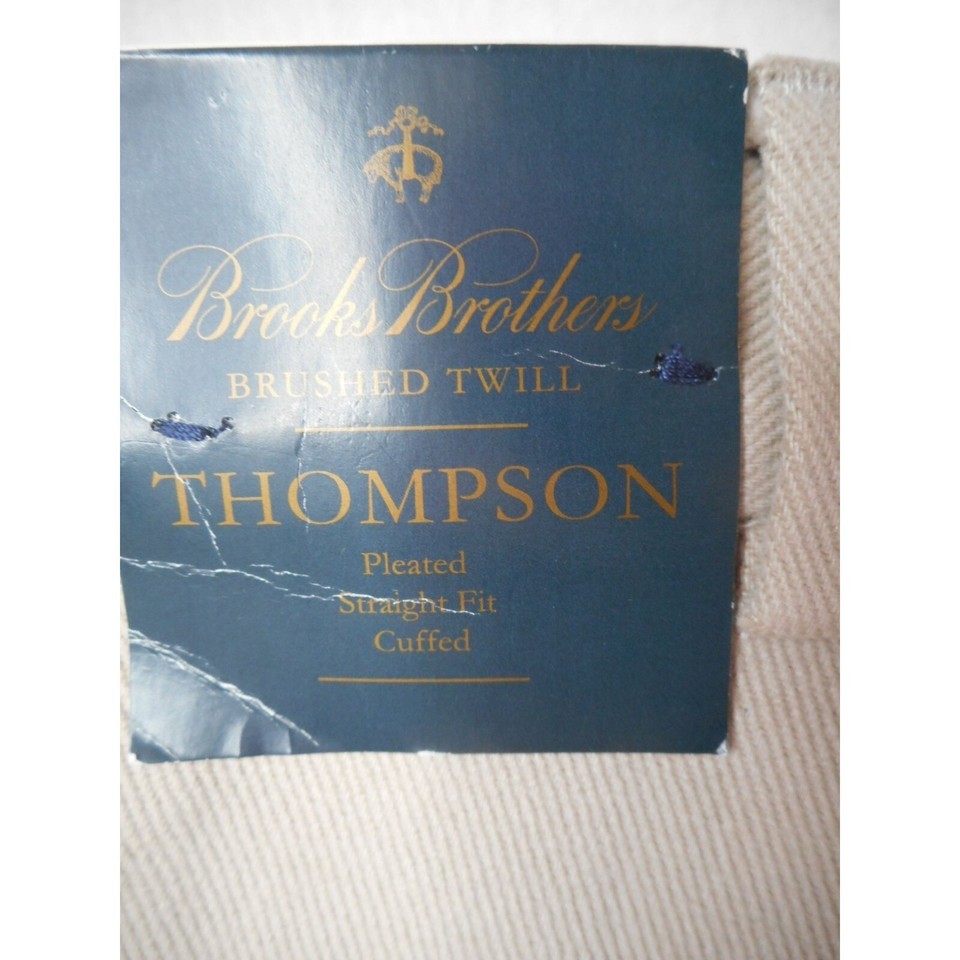 Brooks Brothers
BRUSHED TWILL
THOMPSON
Pleated
Straight Fit
Cuffed